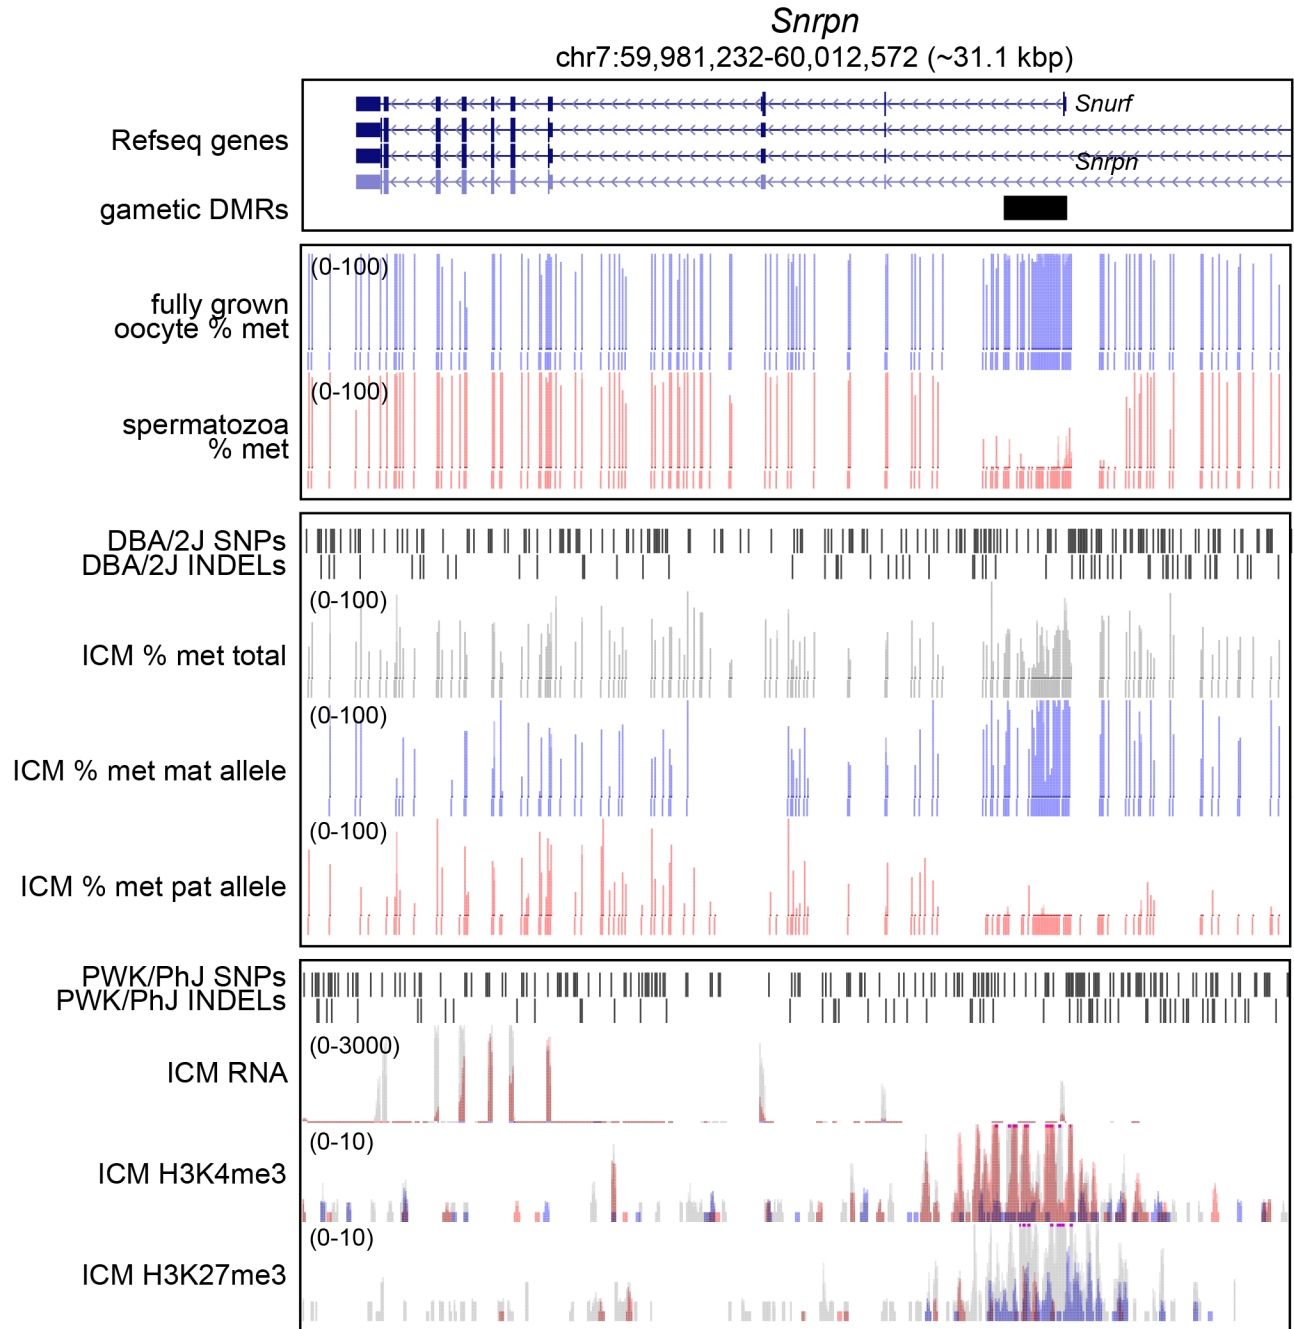 Snrpn
chr7:59,981,232-60,012,572 (~31.1 kbp)
Refseq genes
Snurf
Snrpn
gametic DMRs
(0-100)
fully grown
oocyte % met
(0-100)
spermatozoa
% met
DBA/2J SNPs
DBA/2J INDELs
(0-100)
ICM % met total
(0-100)
ICM % met mat allele
(0-100)
ICM % met pat allele
PWK/PhJ SNPs
PWK/PhJ INDELs
(0-3000)
ICM RNA
(0-10)
ICM H3K4me3
(0-10)
ICM H3K27me3